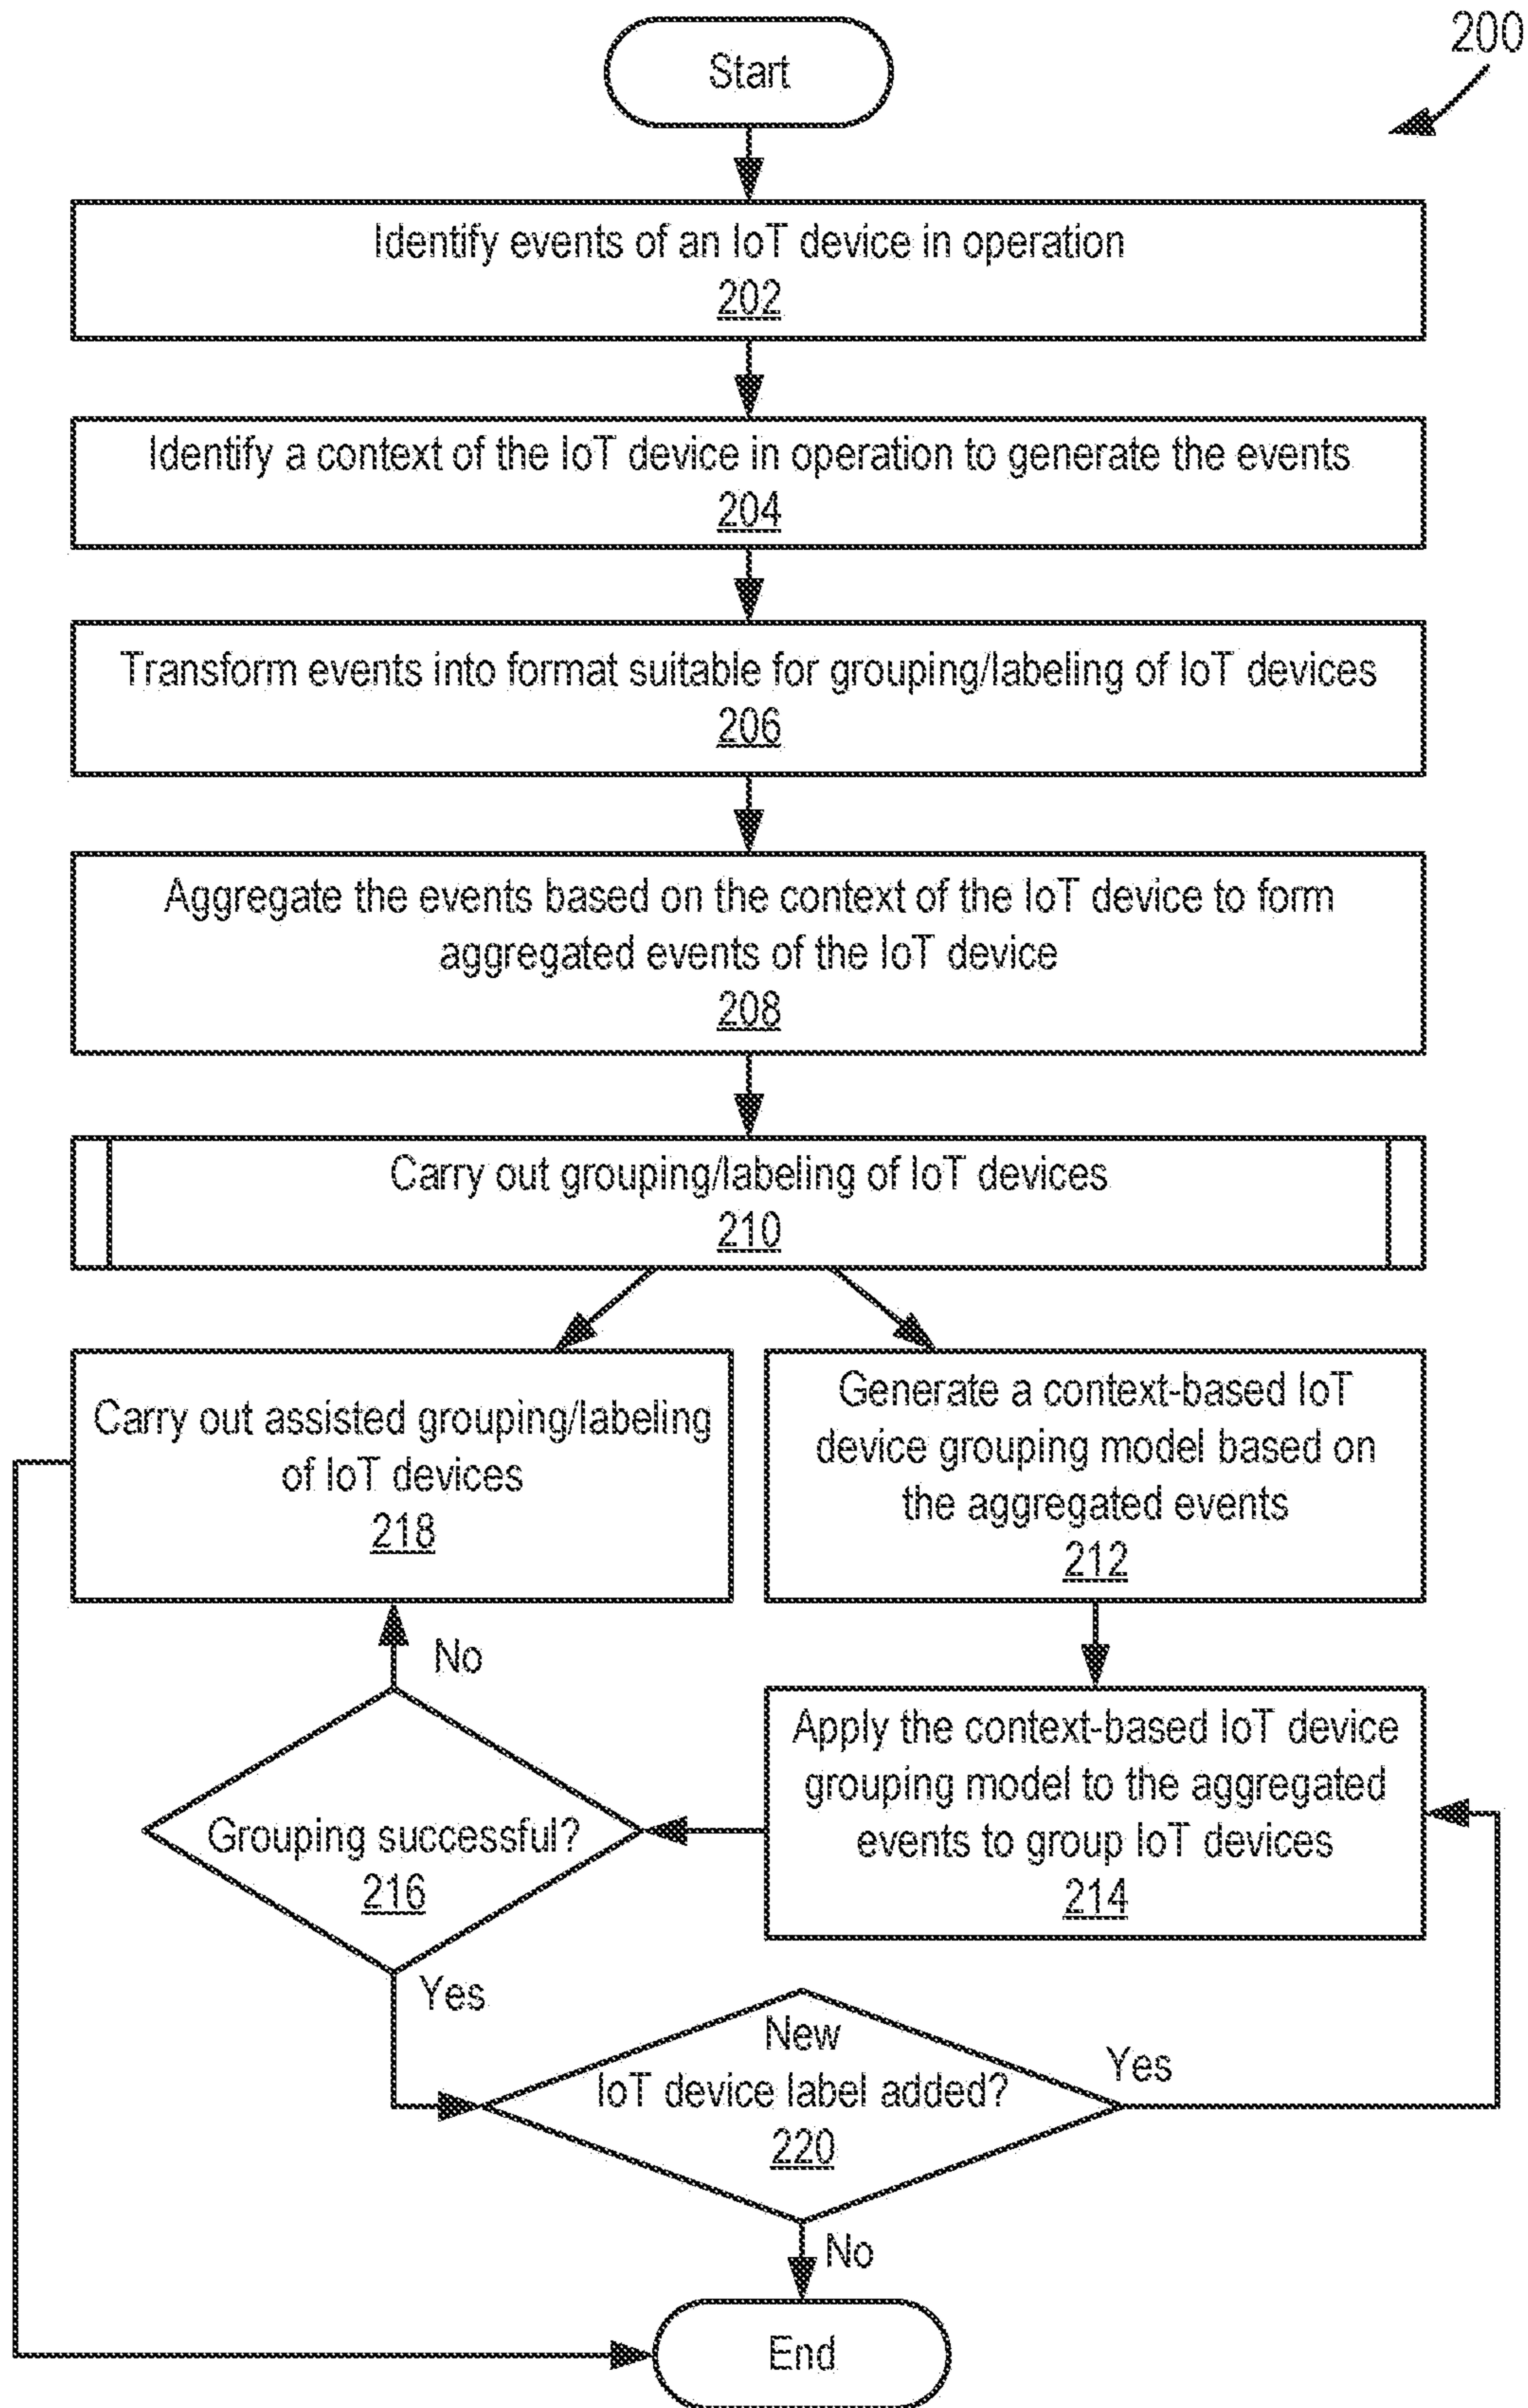 200
Start
Identify events of an IoT device in operation
202
Identify a context of the IoT device in operation to generate the events
204
Transform events into format suitable for grouping/labeling of IoT devices
206
Aggregate the events based on the context of the IoT device to form
aggregated events of the IoT device
208
Carry out grouping/labeling of IoT devices
210
Carry out assisted grouping/labeling
of IoT devices
218
Generate a context-based IoT
device grouping model based on
the aggregated events
212
No
Apply the context-based IoT device
grouping model to the aggregated
events to group IoT devices
214
Grouping successful?
216
Yes
New
IoT device label added?
220
Yes
No
End